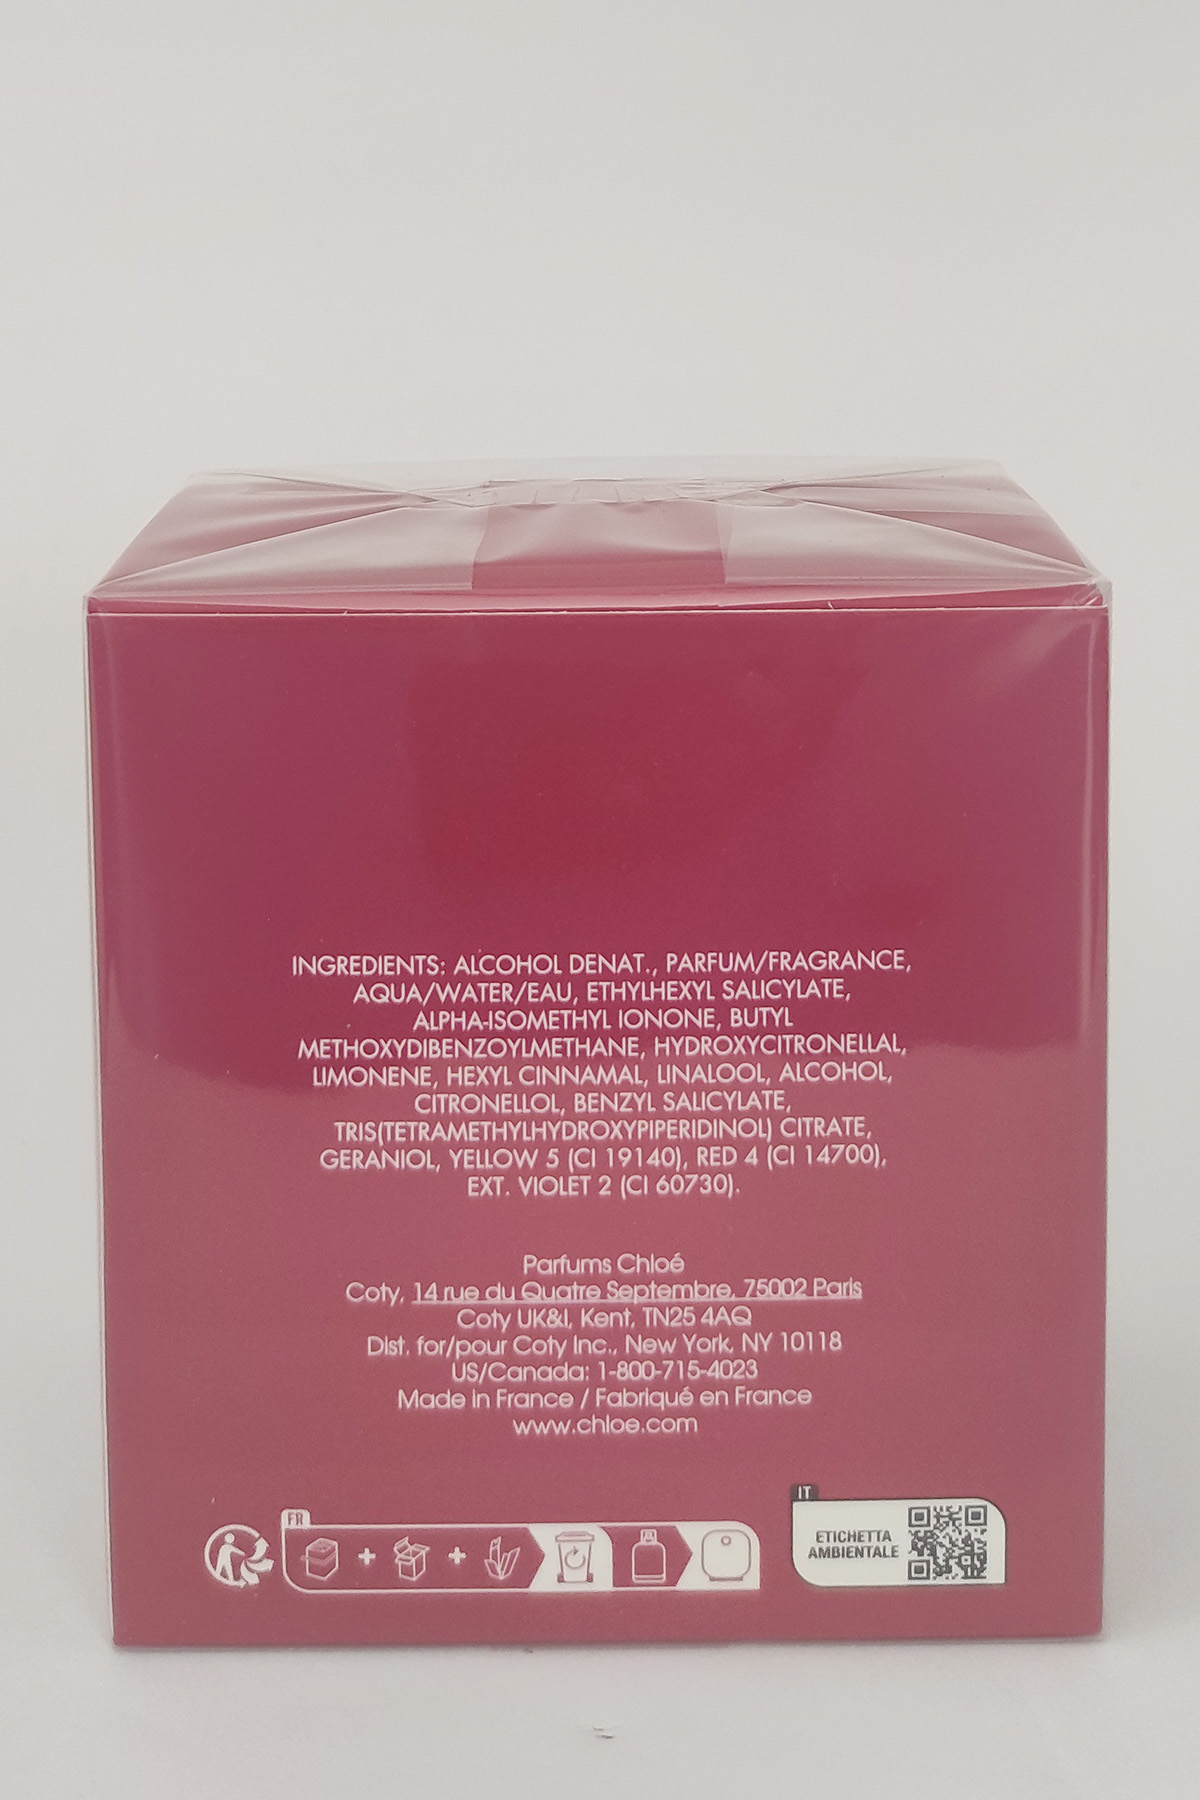 INGREDIENTS: ALCOHOL DENAT., PARFUM/FRAGRANCE,
AQUA/WATER/EAU, ETHYLHEXYL SALICYLATE,
ALPHA-ISOMETHYL IONONE, BUTYL
METHOXYDIBENZOYLMETHANE, HYDROXYCITRONELLAL,
LIMONENE, HEXYL CINNAMAL, LINALOOL, ALCOHOL,
CITRONELLOL, BENZYL SALICYLATE,
TRIS(TETRAMETHYLHYDROXYPIPERIDINOL) CITRATE,
GERANIOL, YELLOW 5 (CI 19140), RED 4 (CI 14700),
EXT. VIOLET 2 (CI 60730).
Parfums Chloé
Coty, 14 rue du Quatre Septembre, 75002 Paris
Coty UK&I, Kent, TN25 4AQ
Dist. for/pour Coty Inc., New York, NY 10118
US/Canada: 1-800-715-4023
Made in France / Fabriqué en France
www.chloe.com
FR
+ +
IT
ETICHETTA
AMBIENTALE